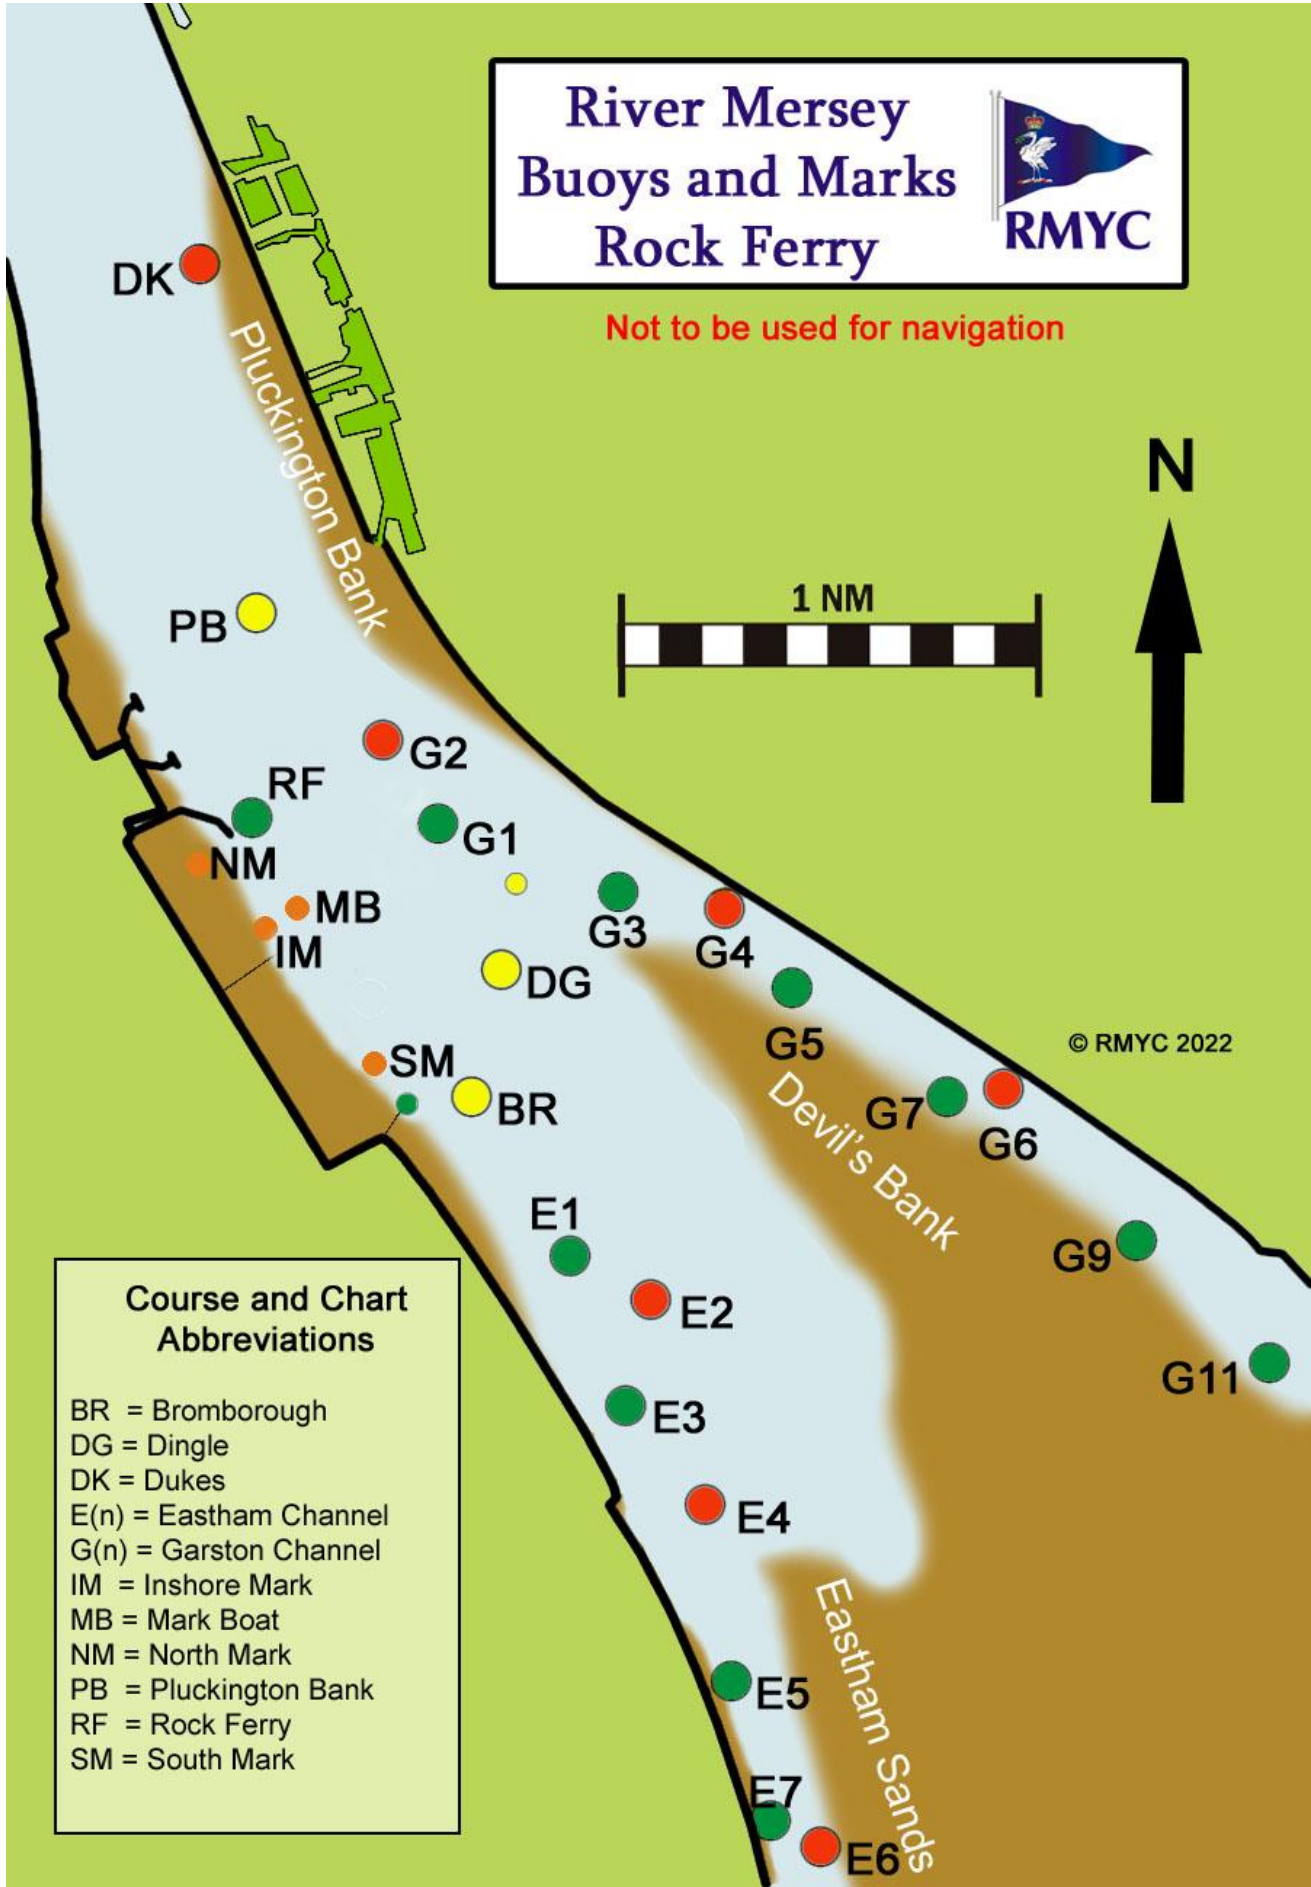 River Mersey
Buoys and Marks
Rock Ferry
RMYC
Not to be used for navigation
DK
Pluckington Bank
N
1 NM
PB
G2
RF
G1
NM
MB
G3
IM
G4
DG
G5
© RMYC 2022
SM
BR
Devil's Bank
G7
G6
E1
G9
E2
G11
E3
E4
Eastham Sands
E5
E7
E6
Course and Chart
Abbreviations
BR = Bromborough
DG = Dingle
DK = Dukes
E(n) = Eastham Channel
G(n) = Garston Channel
IM = Inshore Mark
MB = Mark Boat
NM = North Mark
PB = Pluckington Bank
RF = Rock Ferry
SM = South Mark